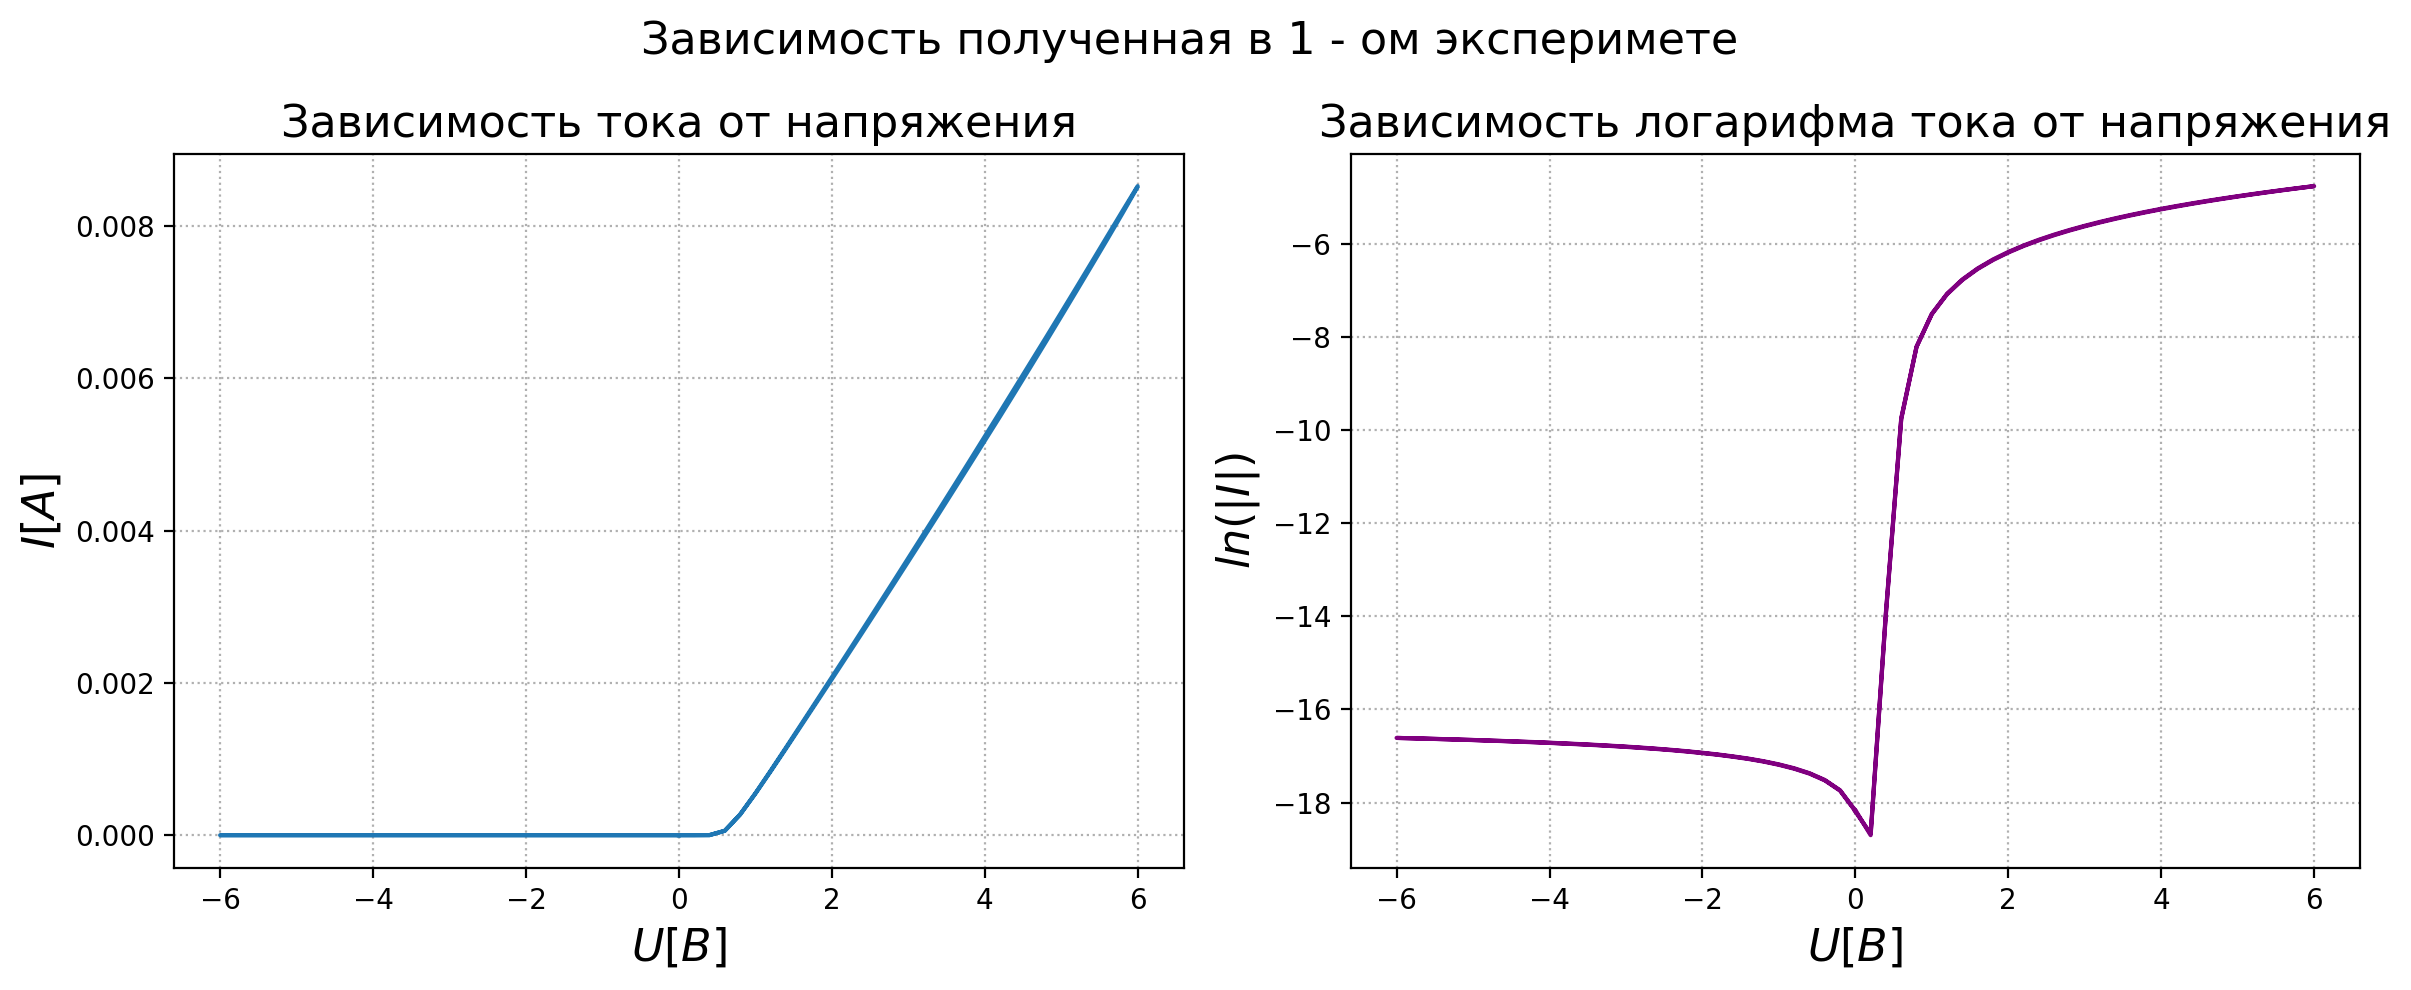 Зависимость полученная в 1 - ом эксперимете
Зависимость тока от напряжения
I[A]
0.008
0.006
0.004
0.002
0.000
−6 −4 −2 0 2 4 6
U[B]
Зависимость логарифма тока от напряжения
ln(|I|)
−6
−8
−10
−12
−14
−16
−18
−6 −4 −2 0 2 4 6
U[B]